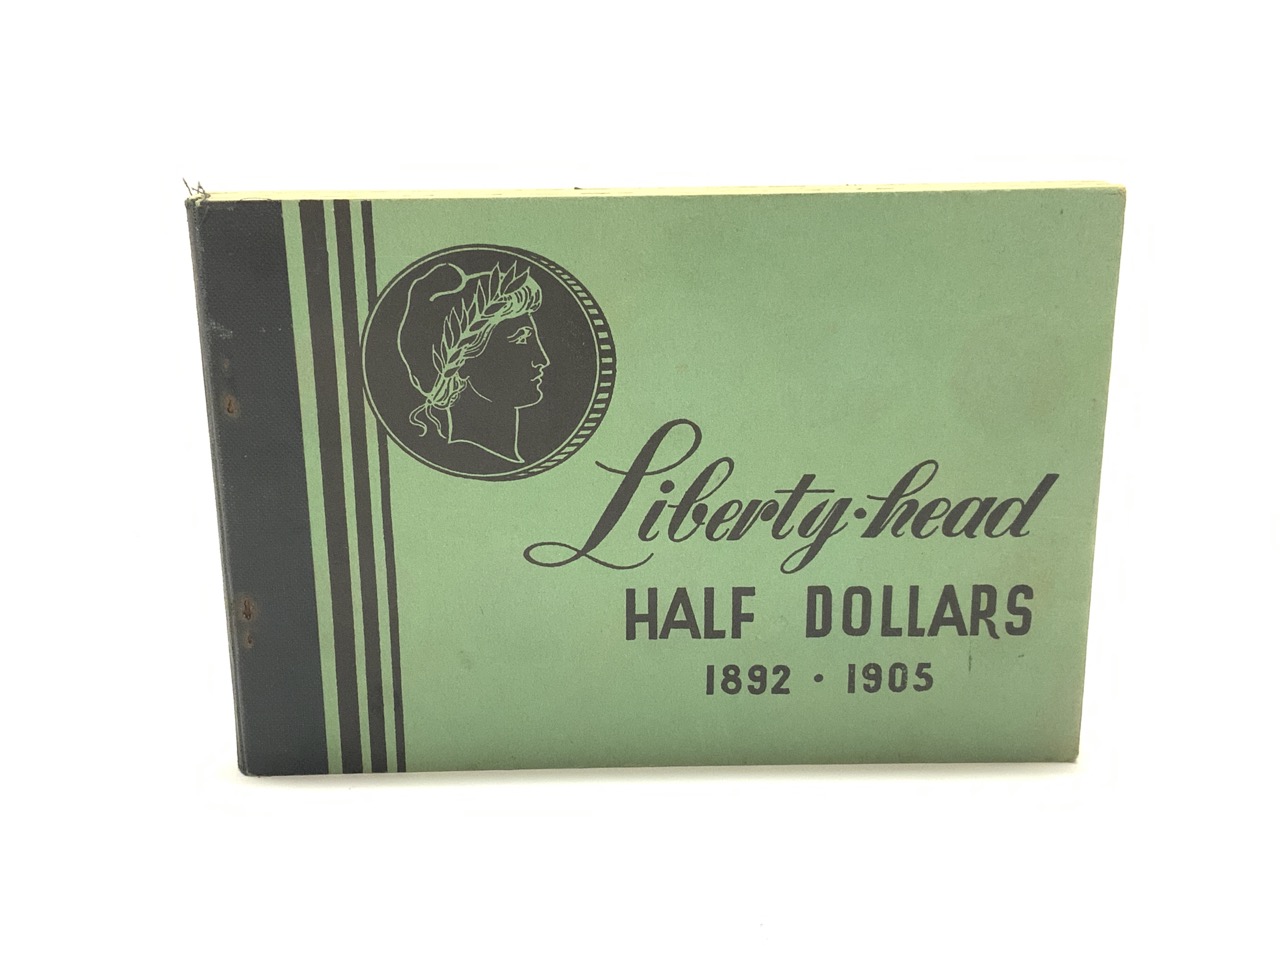 Liberty·head
HALF DOLLARS
1892 · 1905